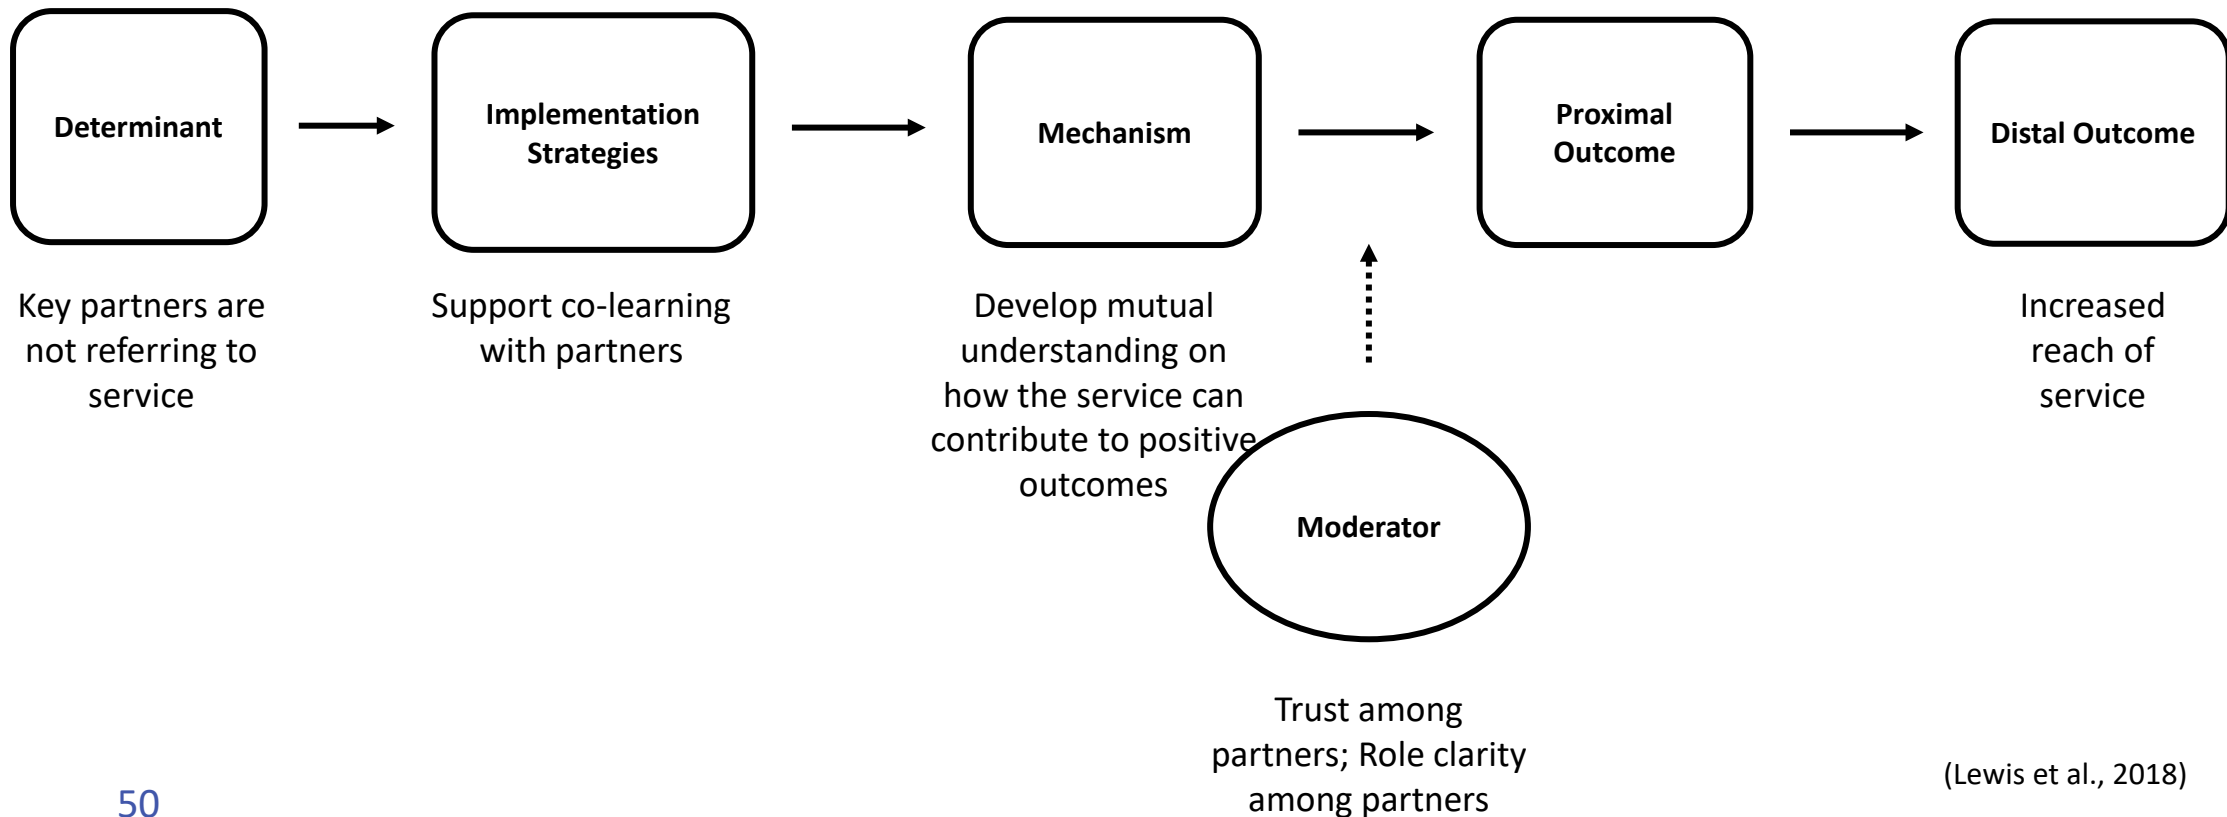 Determinant
Implementation
Strategies
Mechanism
Proximal
Outcome
Distal Outcome
Key partners are
not referring to
service
Support co-learning
with partners
Develop mutual
understanding on
how the service can
contribute to positive
outcomes
Increased
reach of
service
Moderator
Trust among
partners; Role clarity
among partners
(Lewis et al., 2018)
50